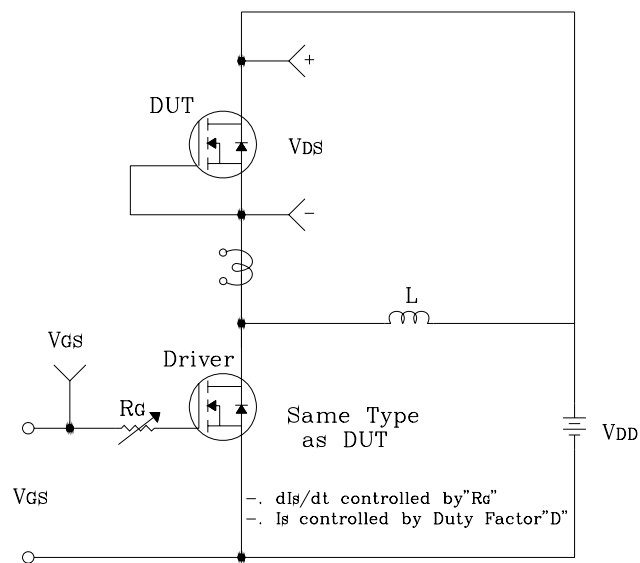 +
DUT
VDS
−
L
VGS
Driver
RG
Same Type
as DUT
VDD
VGS
−. dIs/dt controlled by"RG"
−. Is controlled by Duty Factor"D"